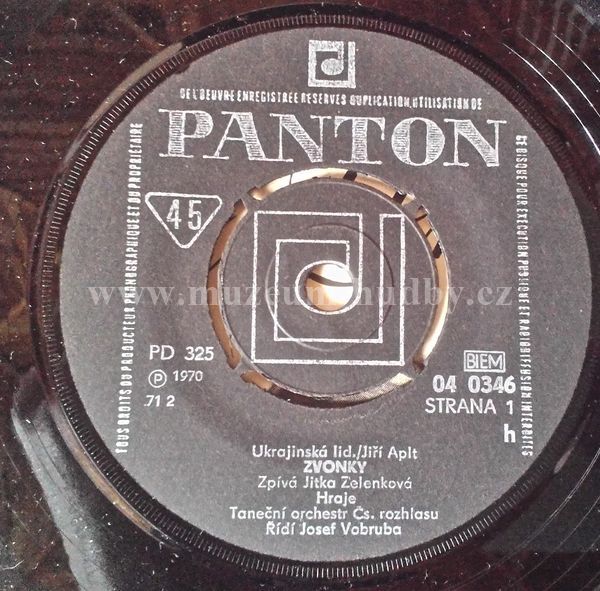 TOUS DROITS DU PRODUCTEUR PHONOGRAPHIQUE ET DU PROPRIETAIRE
DE L'OEUVRE ENREGISTREE RESERVES DUPLICATION, UTILISATION DE
CE DISQUE POUR EXECUTION PUBLIQUE ET RADIODIFFUSION INTERDITES
PANTON
45
www.muzeumhudby.cz
PD 325
Ⓟ 1970
.71 2
BIEM
04 0346
STRANA 1
h
Ukrajinská lid./Jiří Aplt
ZVONKY
Zpívá Jitka Zelenková
Hraje
Taneční orchestr Čs. rozhlasu
Řídí Josef Vobruba